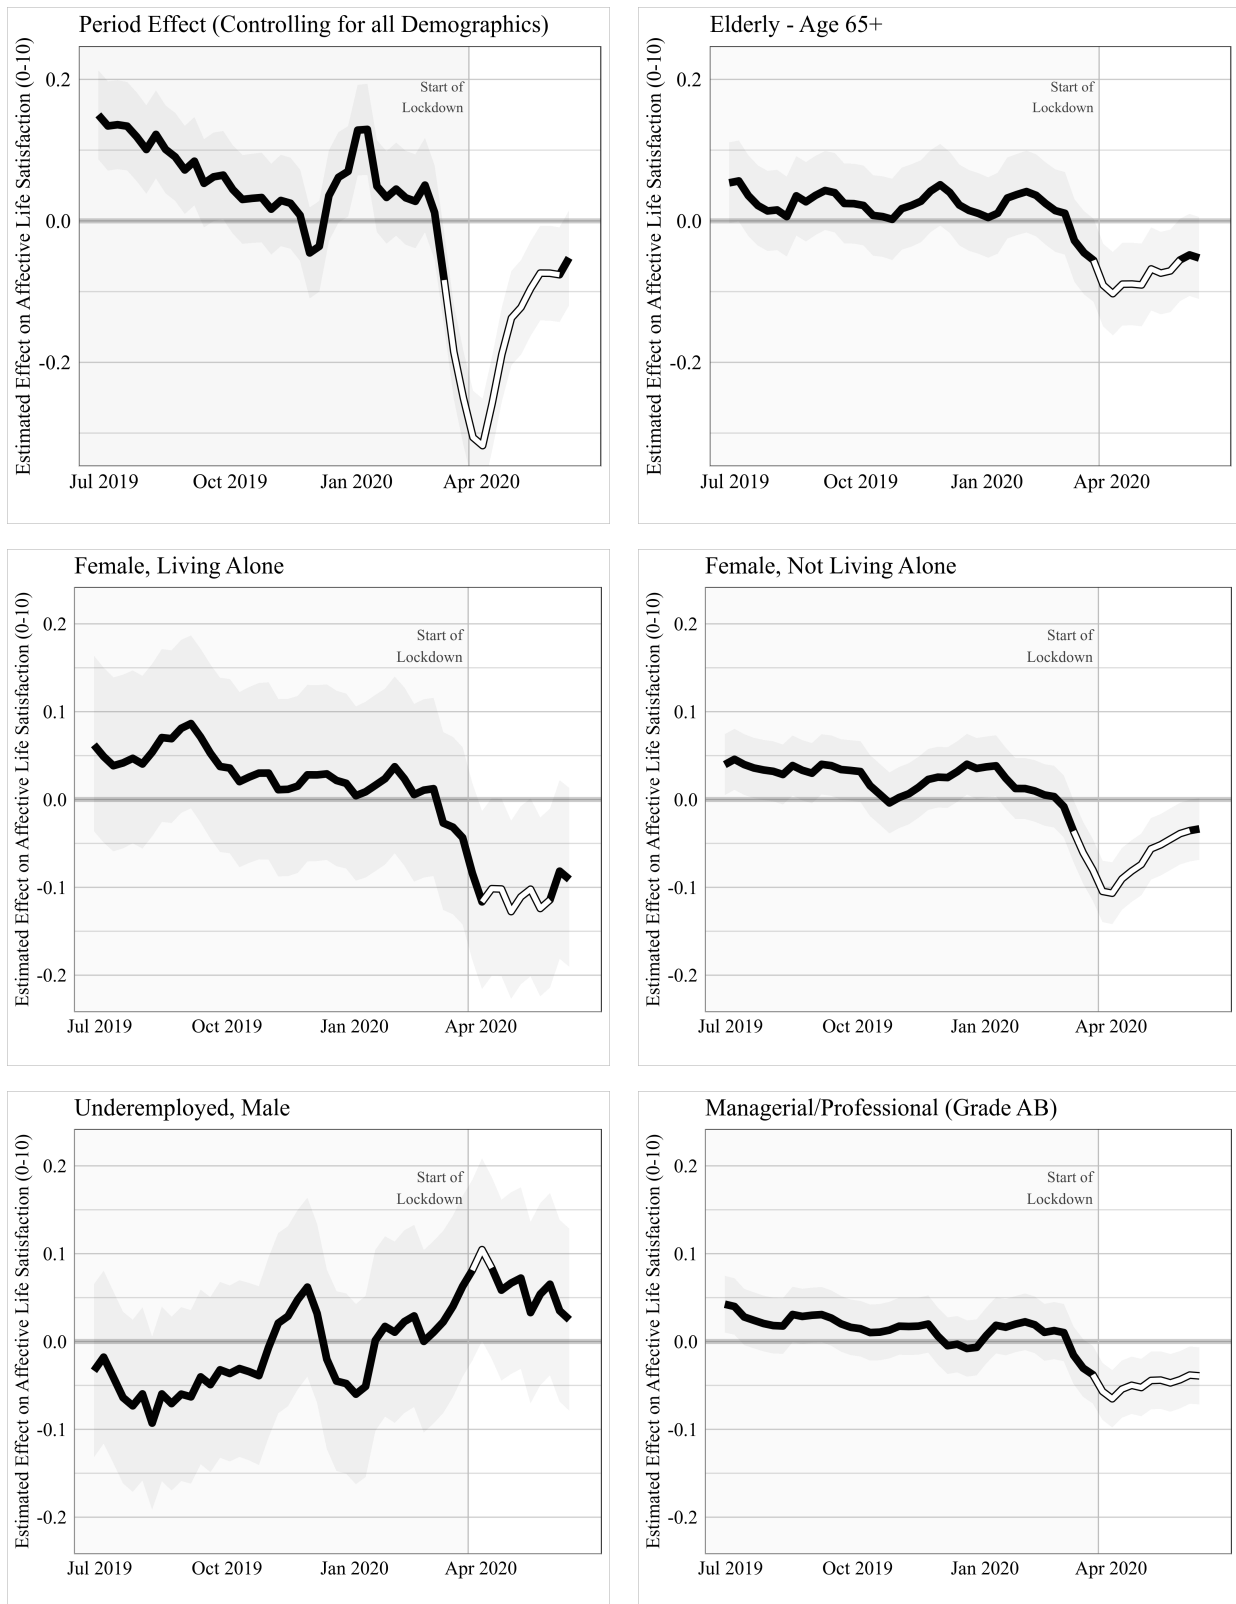 Period Effect (Controlling for all Demographics)
Estimated Effect on Affective Life Satisfaction (0-10)
0.2
0.0
-0.2
Start of
Lockdown
Jul 2019 Oct 2019 Jan 2020 Apr 2020
Elderly - Age 65+
Estimated Effect on Affective Life Satisfaction (0-10)
0.2
0.0
-0.2
Start of
Lockdown
Jul 2019 Oct 2019 Jan 2020 Apr 2020
Female, Living Alone
Estimated Effect on Affective Life Satisfaction (0-10)
0.2
0.1
0.0
-0.1
-0.2
Start of
Lockdown
Jul 2019 Oct 2019 Jan 2020 Apr 2020
Female, Not Living Alone
Estimated Effect on Affective Life Satisfaction (0-10)
0.2
0.1
0.0
-0.1
-0.2
Start of
Lockdown
Jul 2019 Oct 2019 Jan 2020 Apr 2020
Underemployed, Male
Estimated Effect on Affective Life Satisfaction (0-10)
0.2
0.1
0.0
-0.1
-0.2
Start of
Lockdown
Jul 2019 Oct 2019 Jan 2020 Apr 2020
Managerial/Professional (Grade AB)
Estimated Effect on Affective Life Satisfaction (0-10)
0.2
0.1
0.0
-0.1
-0.2
Start of
Lockdown
Jul 2019 Oct 2019 Jan 2020 Apr 2020